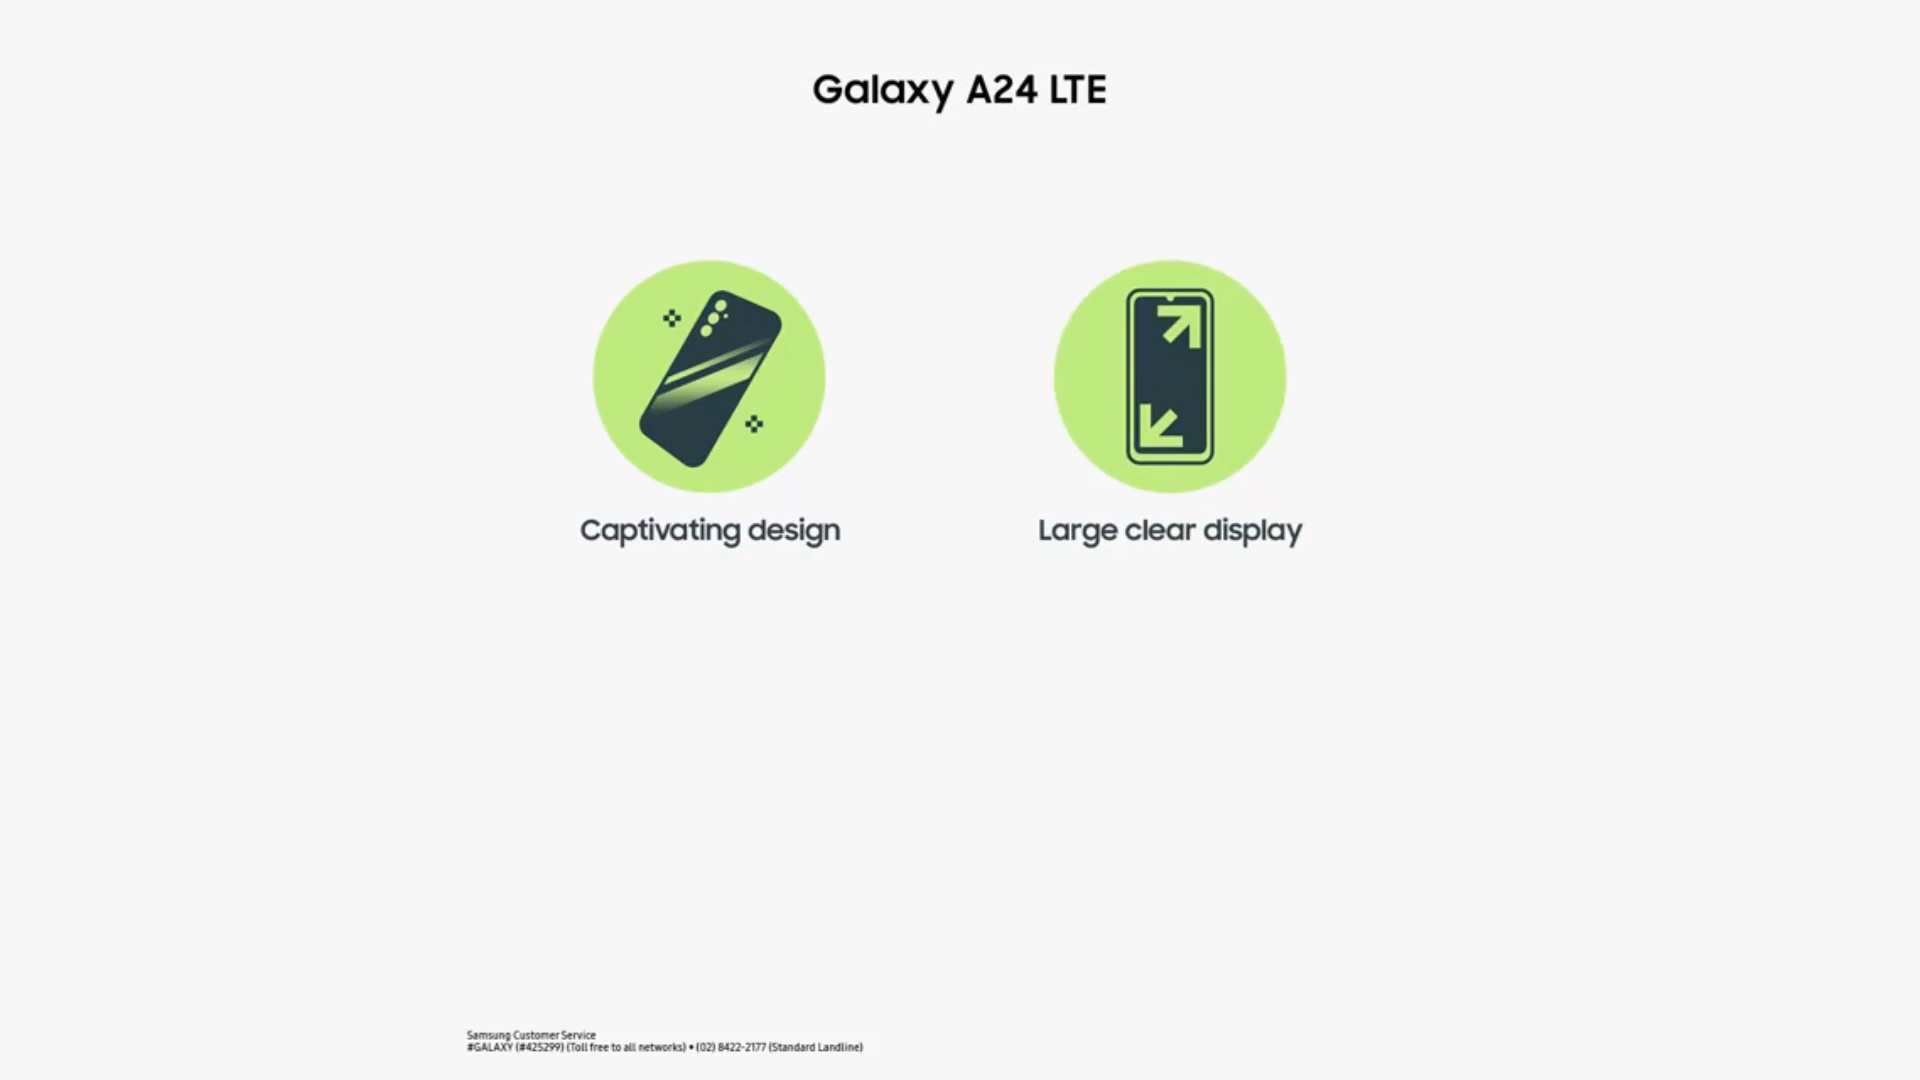 Galaxy A24 LTE
Captivating design
Large clear display
Samsung Customer Service
#GALAXY (#425299) (Toll free to all networks) • (02) 8422-2177 (Standard Landline)